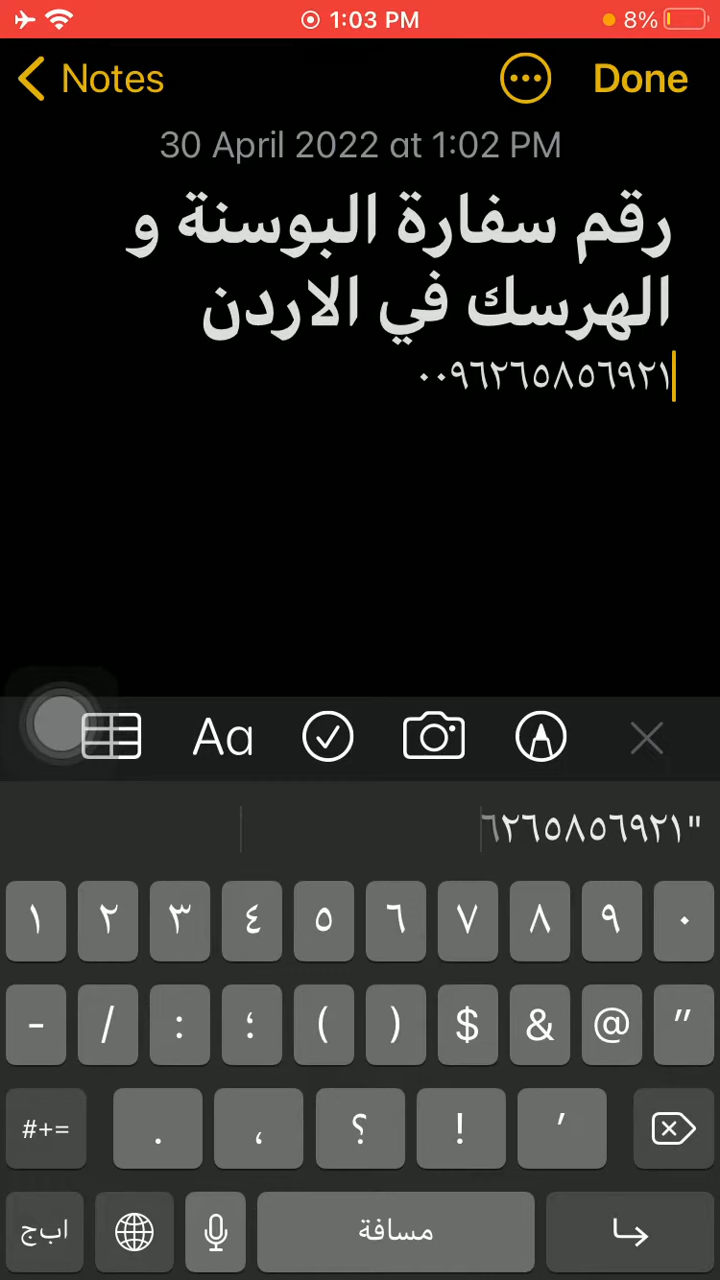 1:03 PM
8%
Notes
Done
30 April 2022 at 1:02 PM
رقم سفارة البوسنة و
الهرسك في الاردن
٠٠٩٦٢٦٥٨٥٦٩٢١
Aa
٦٢٦٥٨٥٦٩٢١"
١ ٢ ٣ ٤ ٥ ٦ ٧ ٨ ٩ ٠
- / : ؛ ( ) $ & @ "
#+= . ، ؟ ! ’
اب‌ج مسافة